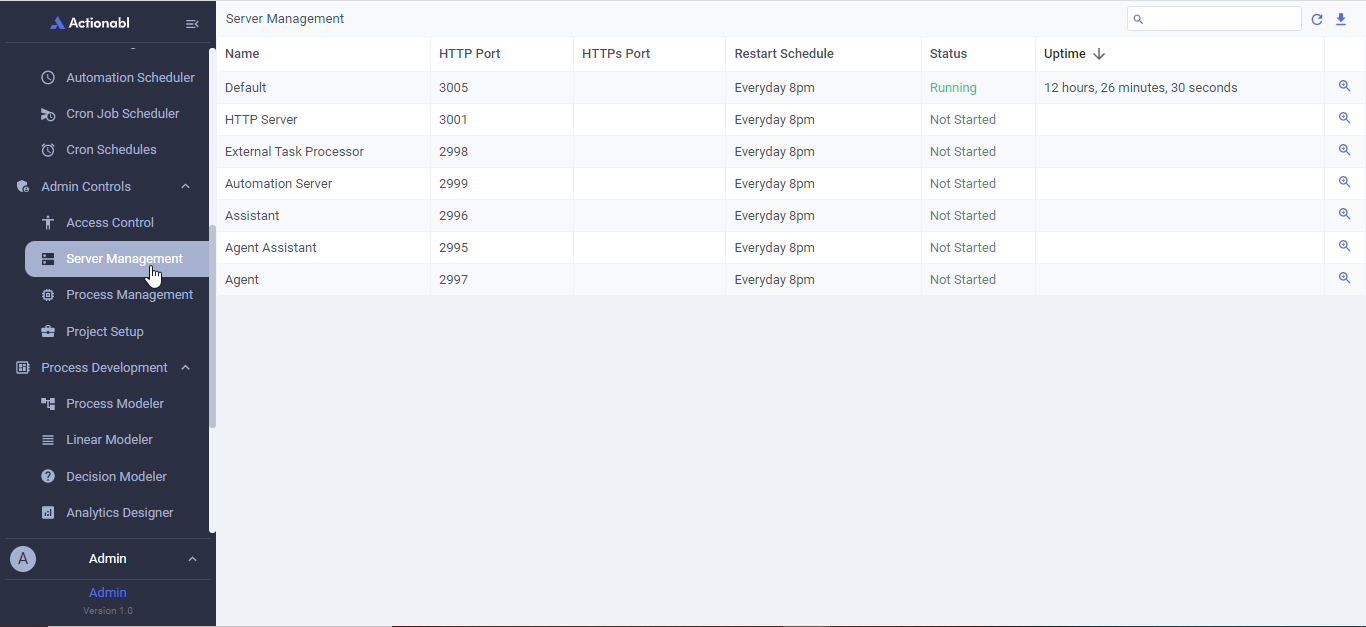 Actionabl
Automation Scheduler
Cron Job Scheduler
Cron Schedules
Admin Controls
Access Control
Server Management
Process Management
Project Setup
Process Development
Process Modeler
Linear Modeler
Decision Modeler
Analytics Designer
A Admin
Admin
Version 1.0
Server Management
Name HTTP Port HTTPs Port Restart Schedule Status Uptime
Default 3005 Everyday 8pm Running 12 hours, 26 minutes, 30 seconds
HTTP Server 3001 Everyday 8pm Not Started
External Task Processor 2998 Everyday 8pm Not Started
Automation Server 2999 Everyday 8pm Not Started
Assistant 2996 Everyday 8pm Not Started
Agent Assistant 2995 Everyday 8pm Not Started
Agent 2997 Everyday 8pm Not Started